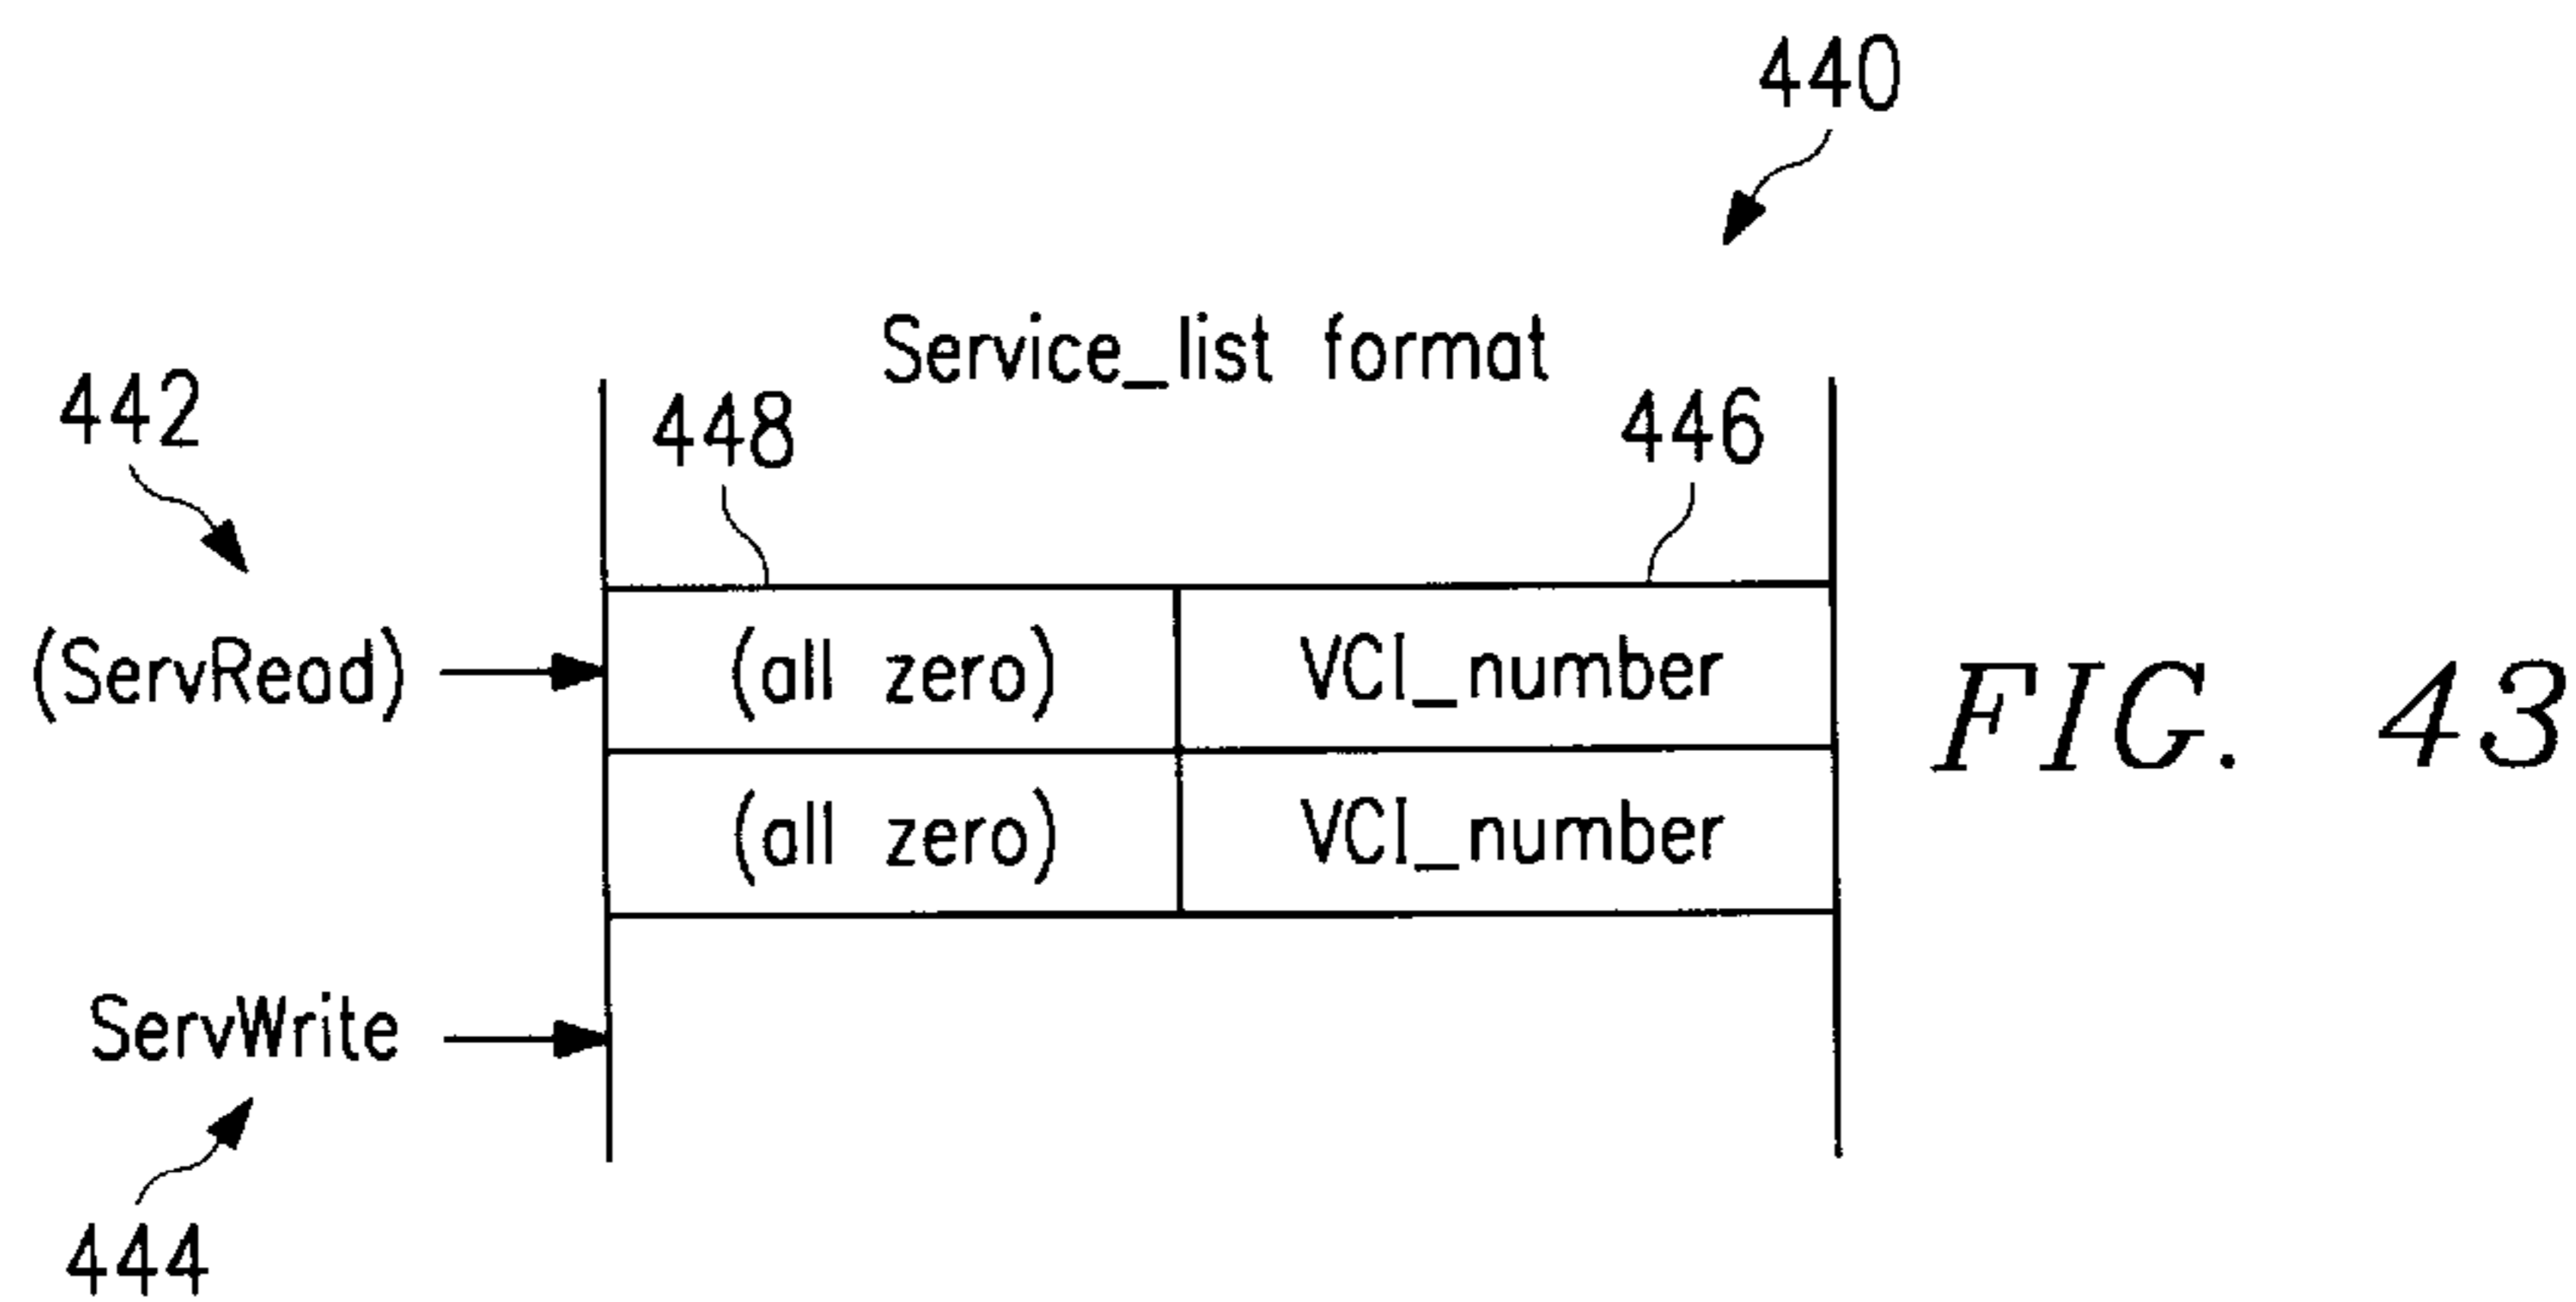 440
Service_list format
442
448
446
(ServRead)
(all zero)
VCI_number
FIG. 43
(all zero)
VCI_number
ServWrite
444